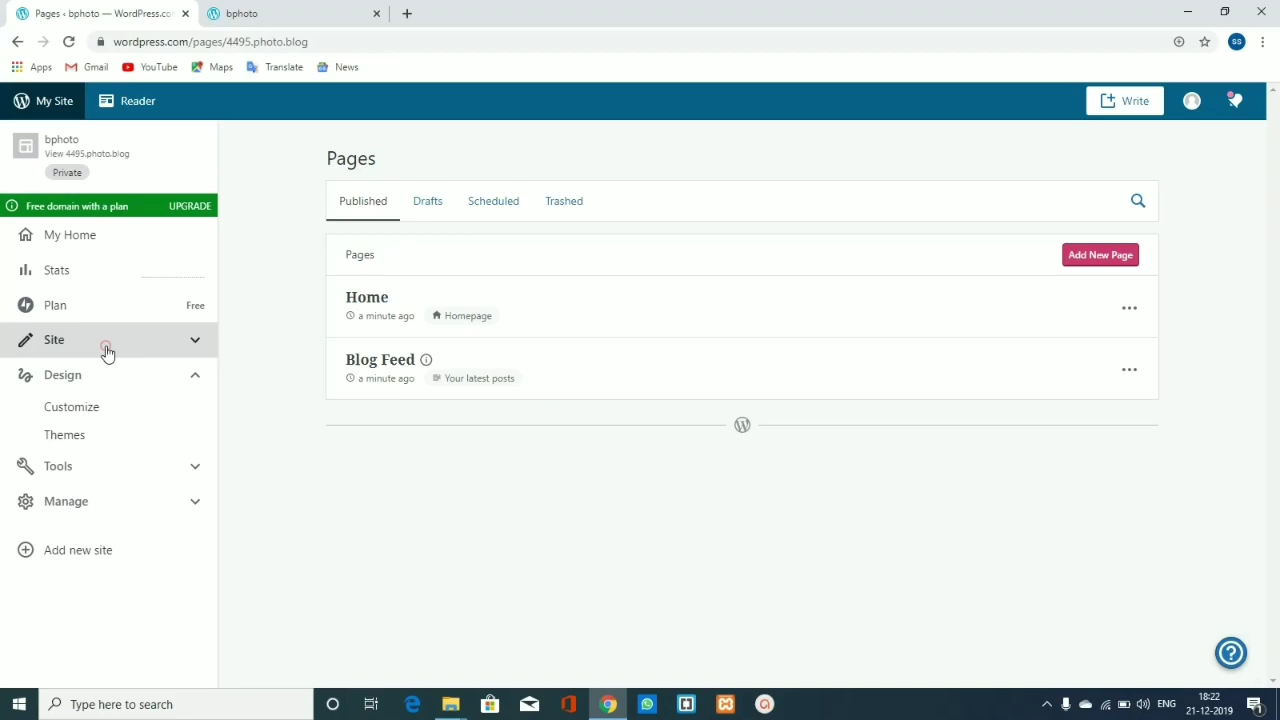 Pages ‹ bphoto — WordPress.co
bphoto
wordpress.com/pages/4495.photo.blog
SS
Apps
Gmail
YouTube
Maps
Translate
News
My Site
Reader
Write
bphoto
View 4495.photo.blog
Private
Free domain with a plan
UPGRADE
My Home
Stats
Plan
Free
Site
Design
Customize
Themes
Tools
Manage
Add new site
Pages
Published
Drafts
Scheduled
Trashed
Pages
Add New Page
Home
a minute ago
Homepage
Blog Feed
a minute ago
Your latest posts
Type here to search
ENG
18:22
21-12-2019